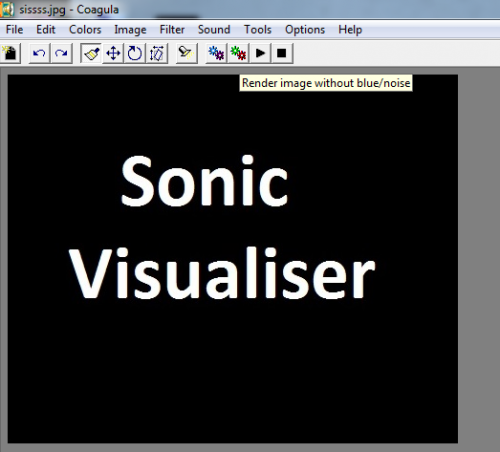 sissss.jpg - Coagula
File Edit Colors Image Filter Sound Tools Options Help
Render image without blue/noise
Sonic
Visualiser